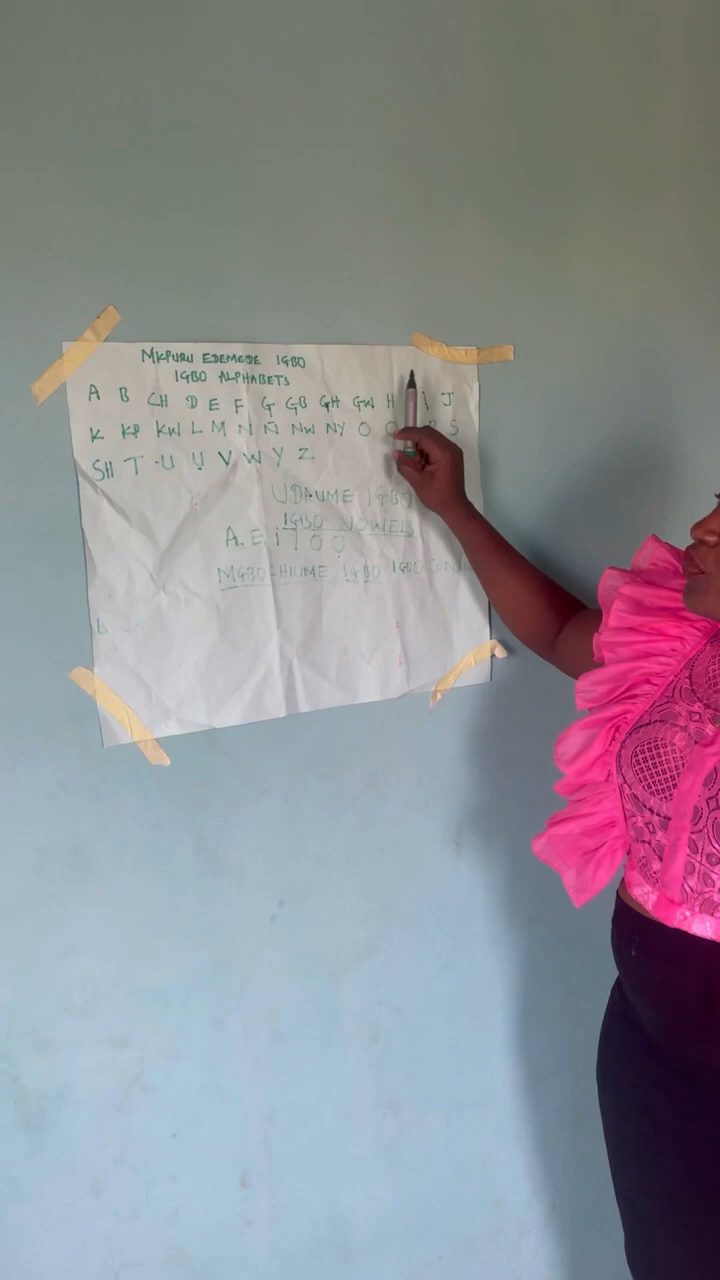 MKPURU EDEMEDE IGBO
IGBO ALPHABETS
A B CH D E F G GB GH GW H Ị J
K KP KW L M N Ñ NW NY O S
SH T U Ụ V W Y Z
UDAUME IGBO
IGBO VOWELS
A. E i O Ọ
MGBOCHIUME IGBO IGBO
b